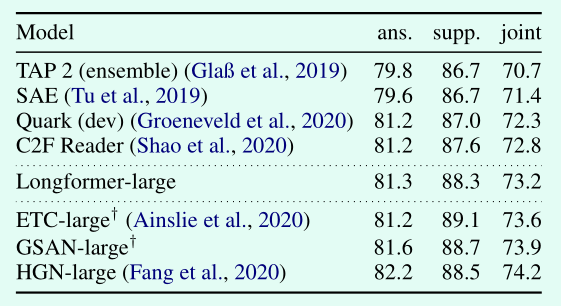 Model ans. supp. joint
TAP 2 (ensemble) (Glaß et al., 2019) 79.8 86.7 70.7
SAE (Tu et al., 2019) 79.6 86.7 71.4
Quark (dev) (Groeneveld et al., 2020) 81.2 87.0 72.3
C2F Reader (Shao et al., 2020) 81.2 87.6 72.8
Longformer-large 81.3 88.3 73.2
ETC-large† (Ainslie et al., 2020) 81.2 89.1 73.6
GSAN-large† 81.6 88.7 73.9
HGN-large (Fang et al., 2020) 82.2 88.5 74.2